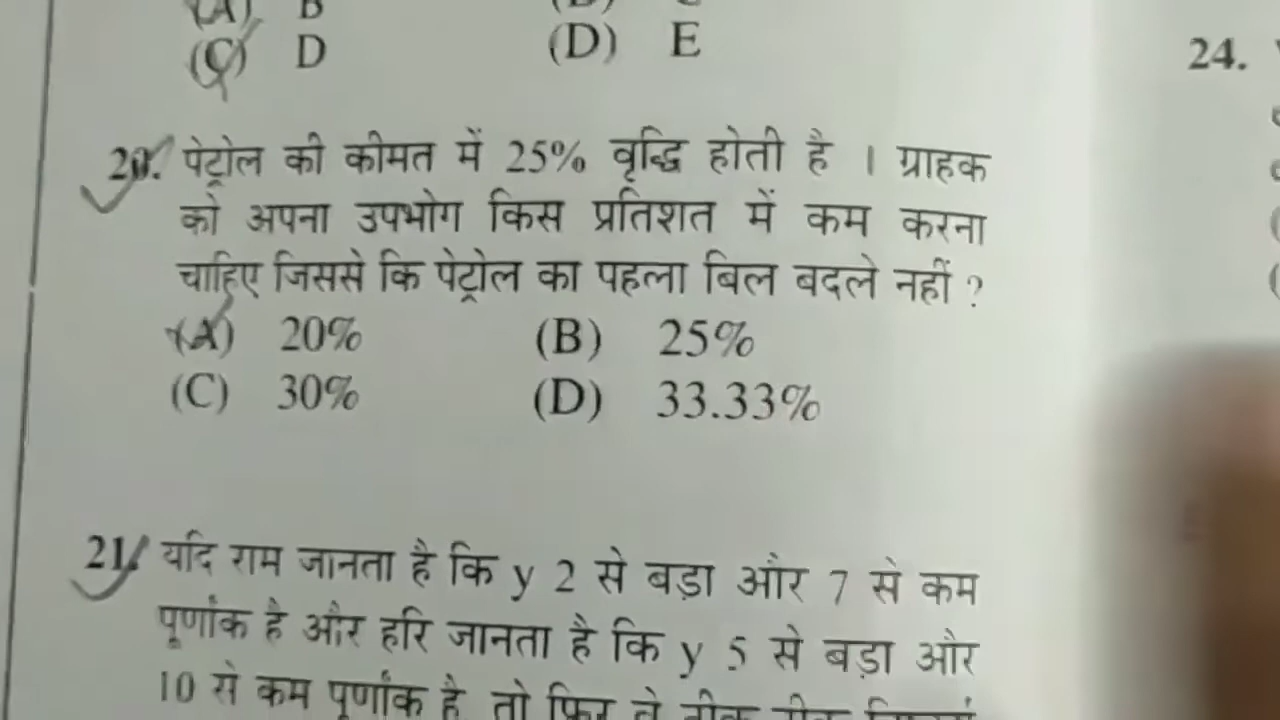 (A) B
(C) D (D) E
24.
20. पेट्रोल की कीमत में 25% वृद्धि होती है । ग्राहक
को अपना उपभोग किस प्रतिशत में कम करना
चाहिए जिससे कि पेट्रोल का पहला बिल बदले नहीं ?
(A) 20% (B) 25%
(C) 30% (D) 33.33%
21. यदि राम जानता है कि y 2 से बड़ा और 7 से कम
पूर्णांक है और हरि जानता है कि y 5 से बड़ा और
10 से कम पूर्णांक है तो फिर वे ठीक ठीक